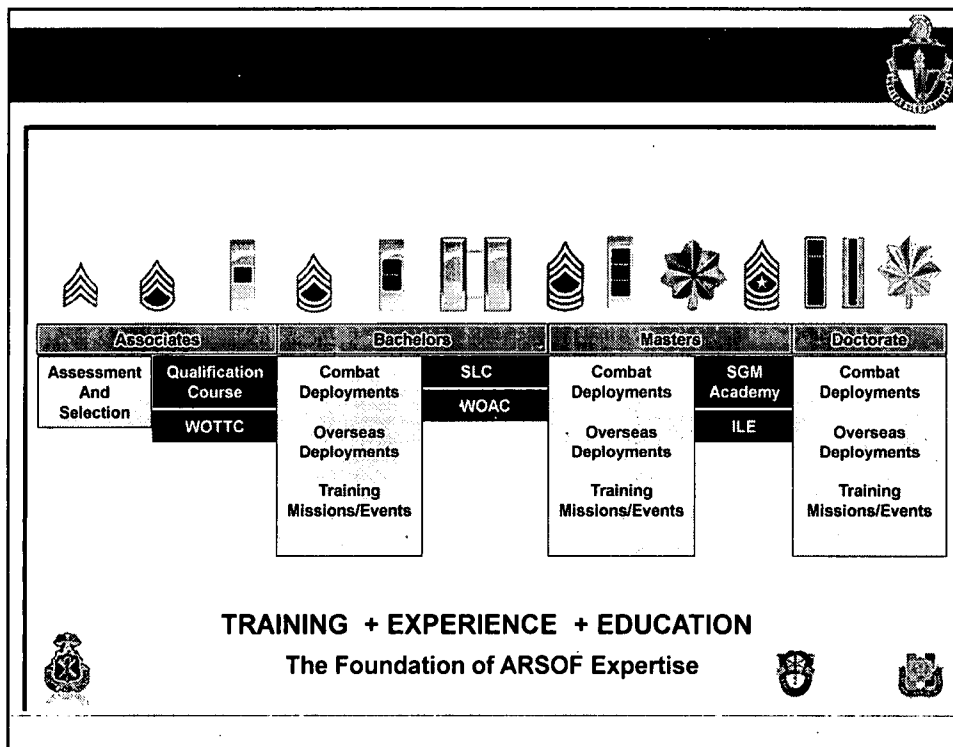 Associates
Bachelors
Masters
Doctorate
Assessment
And
Selection
Qualification
Course
WOTTC
Combat
Deployments
Overseas
Deployments
Training
Missions/Events
SLC
WOAC
Combat
Deployments
Overseas
Deployments
Training
Missions/Events
SGM
Academy
ILE
Combat
Deployments
Overseas
Deployments
Training
Missions/Events
TRAINING + EXPERIENCE + EDUCATION
The Foundation of ARSOF Expertise